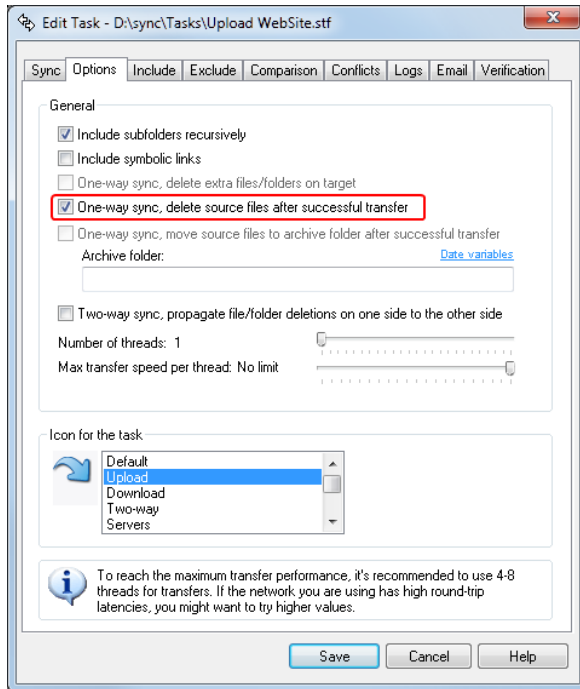 Edit Task - D:\sync\Tasks\Upload WebSite.stf
Sync Options Include Exclude Comparison Conflicts Logs Email Verification
General
Include subfolders recursively
Include symbolic links
One-way sync, delete extra files/folders on target
One-way sync, delete source files after successful transfer
One-way sync, move source files to archive folder after successful transfer
Archive folder: Date variables
Two-way sync, propagate file/folder deletions on one side to the other side
Number of threads: 1
Max transfer speed per thread: No limit
Icon for the task
Default
Upload
Download
Two-way
Servers
To reach the maximum transfer performance, it's recommended to use 4-8
threads for transfers. If the network you are using has high round-trip
latencies, you might want to try higher values.
Save Cancel Help